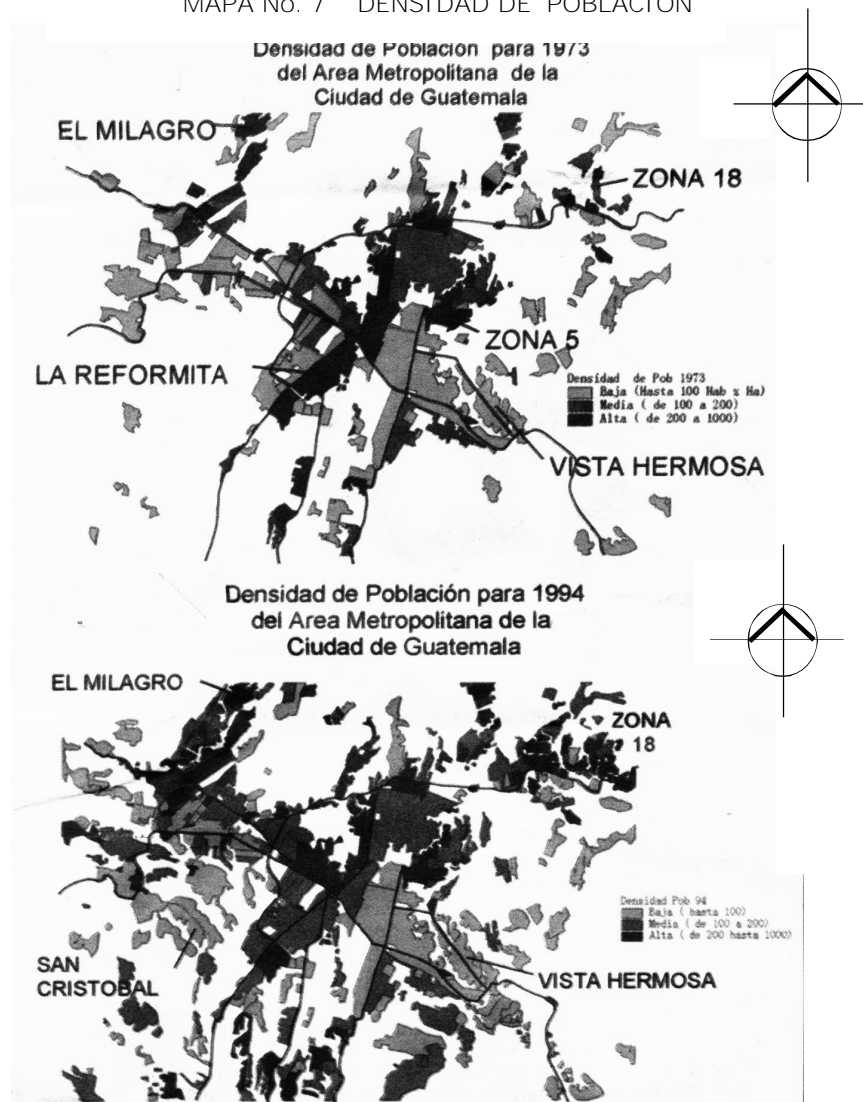 MAPA No. 7 DENSIDAD DE POBLACION
Densidad de Población para 1973
del Area Metropolitana de la
Ciudad de Guatemala
EL MILAGRO
ZONA 18
ZONA 5
LA REFORMITA
Densidad de Pob 1973
Baja (Hasta 100 Hab x Ha)
Media ( de 100 a 200)
Alta ( de 200 a 1000)
VISTA HERMOSA
Densidad de Población para 1994
del Area Metropolitana de la
Ciudad de Guatemala
EL MILAGRO
ZONA
18
Densidad Pob 94
Baja ( hasta 100)
Media ( de 100 a 200)
Alta ( de 200 hasta 1000)
SAN
CRISTOBAL
VISTA HERMOSA